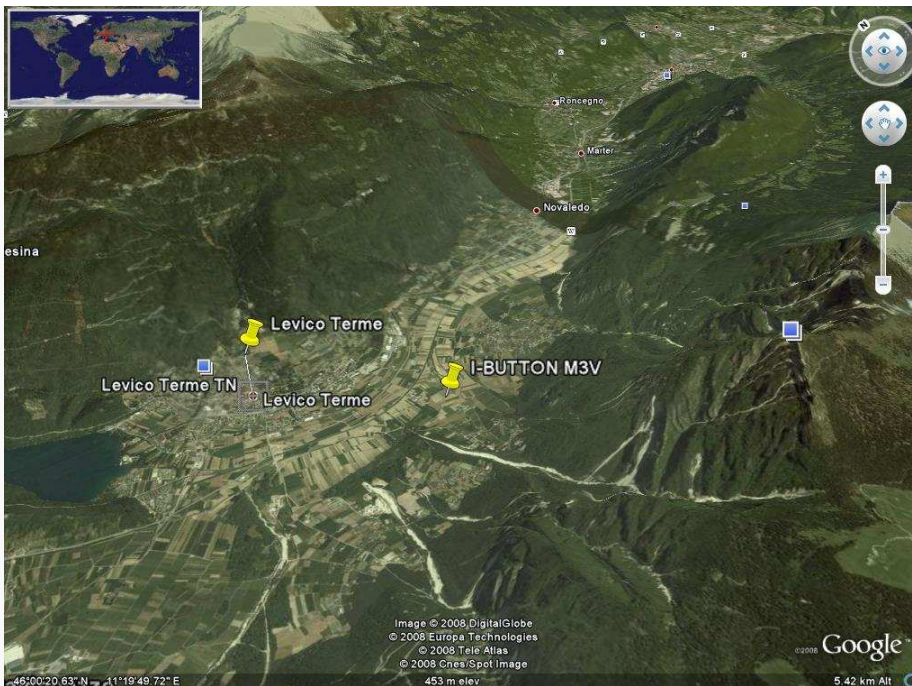 N
Roncegno
Marter
Novaledo
esina
Levico Terme
I-BUTTON M3V
Levico Terme TN
Levico Terme
W
Image © 2008 DigitalGlobe
© 2008 Europa Technologies
© 2008 Tele Atlas
© 2008 Cnes/Spot Image
©2008 Google™
46°00'20.63" N 11°19'49.72" E
453 m elev
5.42 km Alt